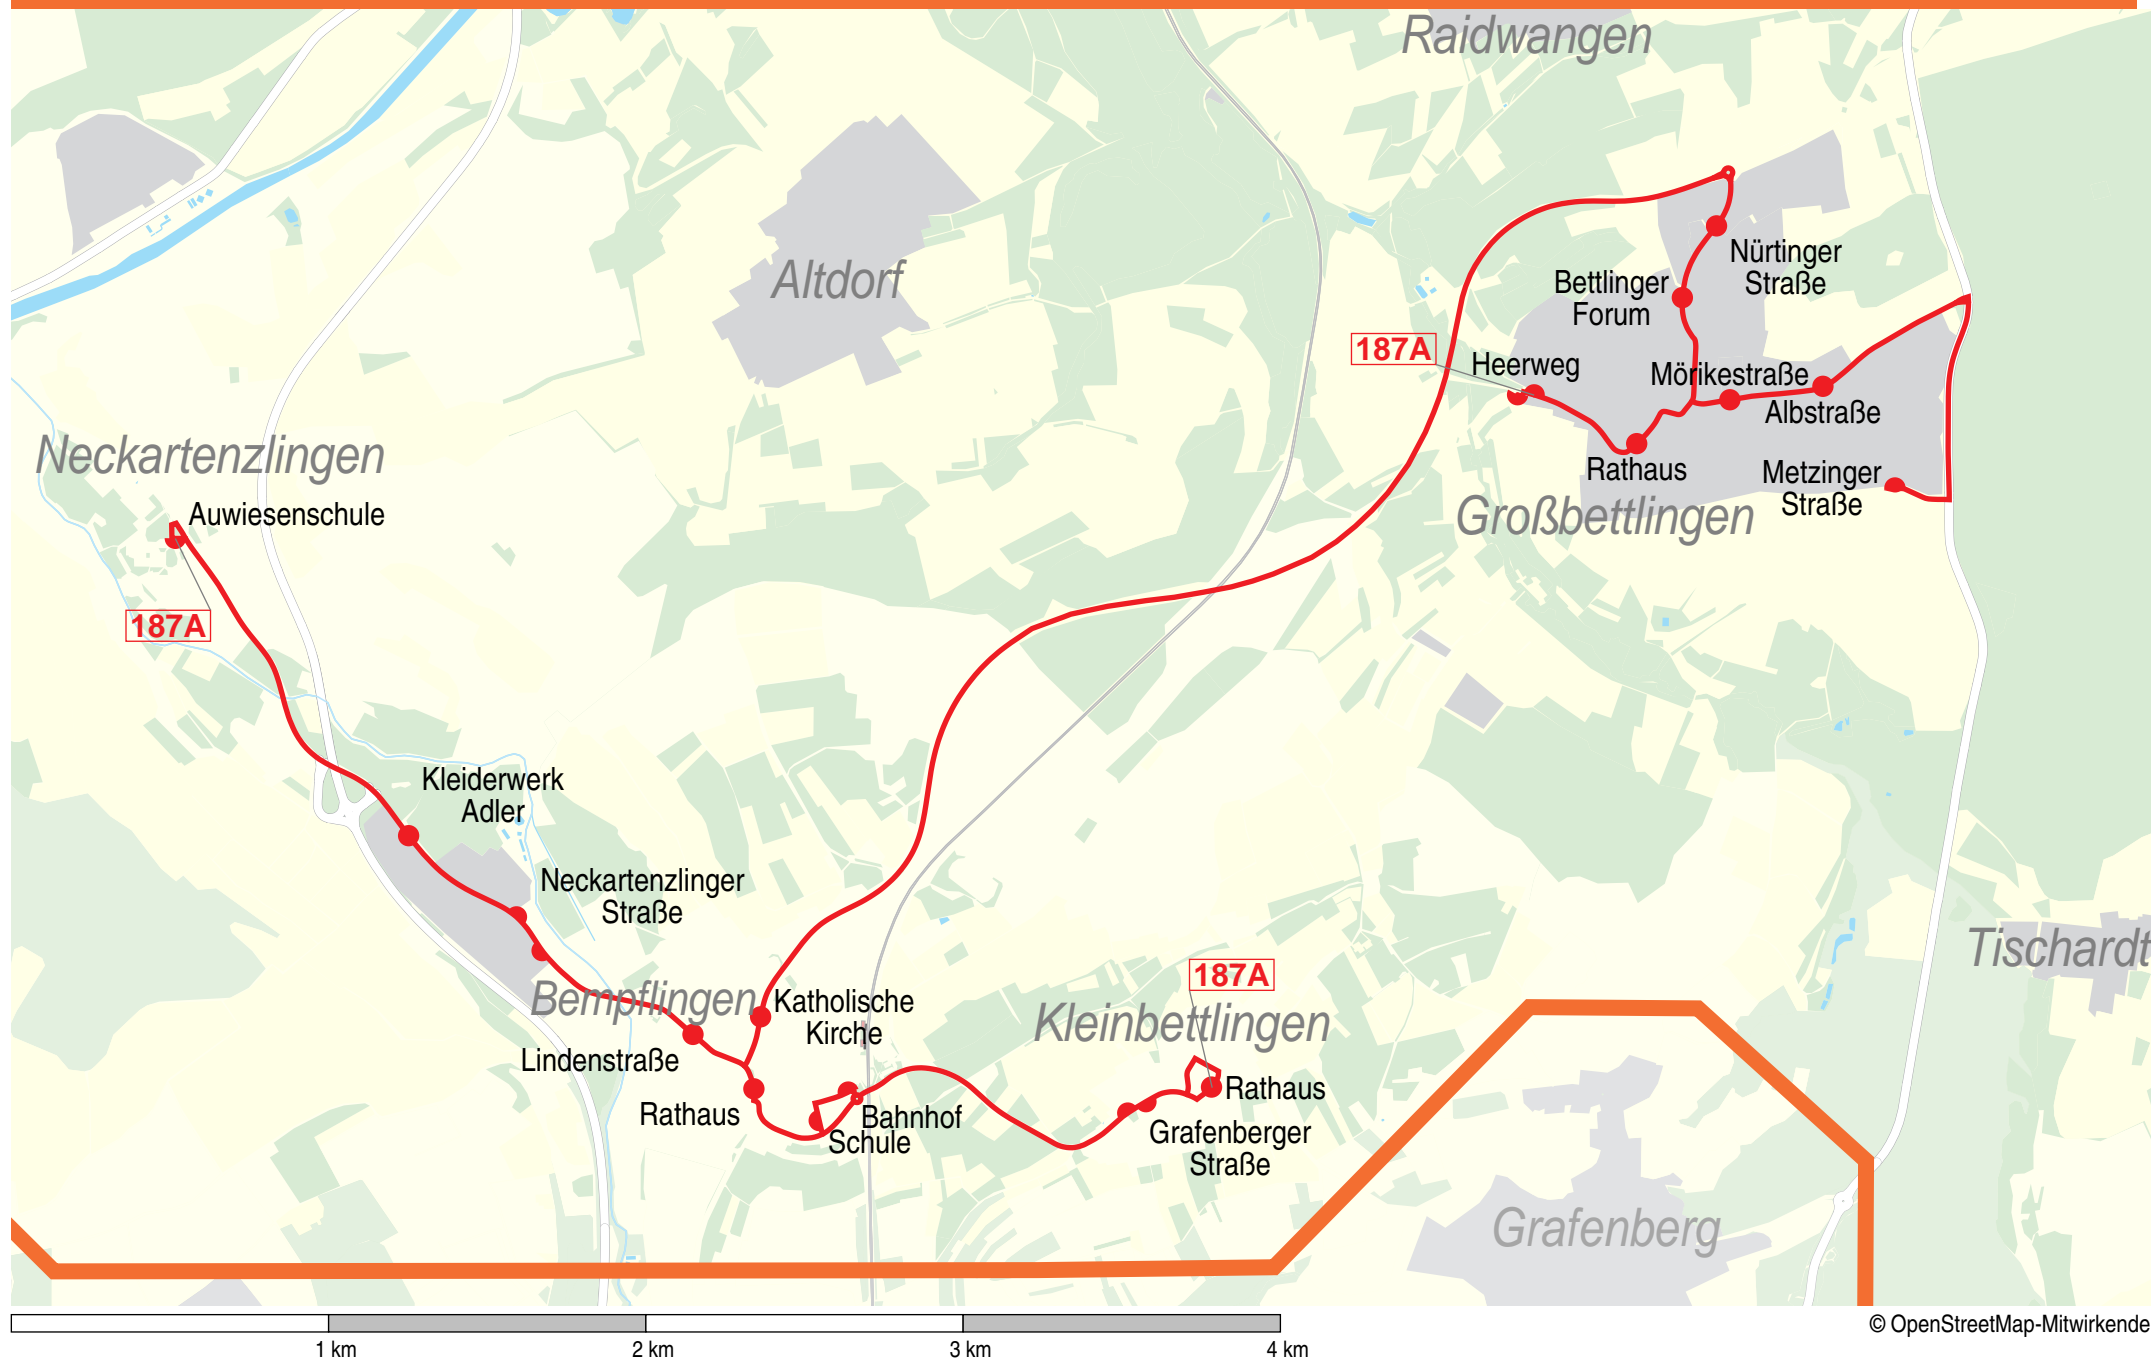 Raidwangen
Altdorf
Nürtinger
Straße
Bettlinger
Forum
187A
Heerweg
Mörikestraße
Albstraße
Rathaus
Metzinger
Straße
Großbettlingen
Neckartenzlingen
Auwiesenschule
187A
Kleiderwerk
Adler
Neckartenzlinger
Straße
Bempflingen
Katholische
Kirche
Lindenstraße
Rathaus
Bahnhof
Schule
187A
Kleinbettlingen
Rathaus
Grafenberger
Straße
Tischardt
Grafenberg
1 km
2 km
3 km
4 km
© OpenStreetMap-Mitwirkende